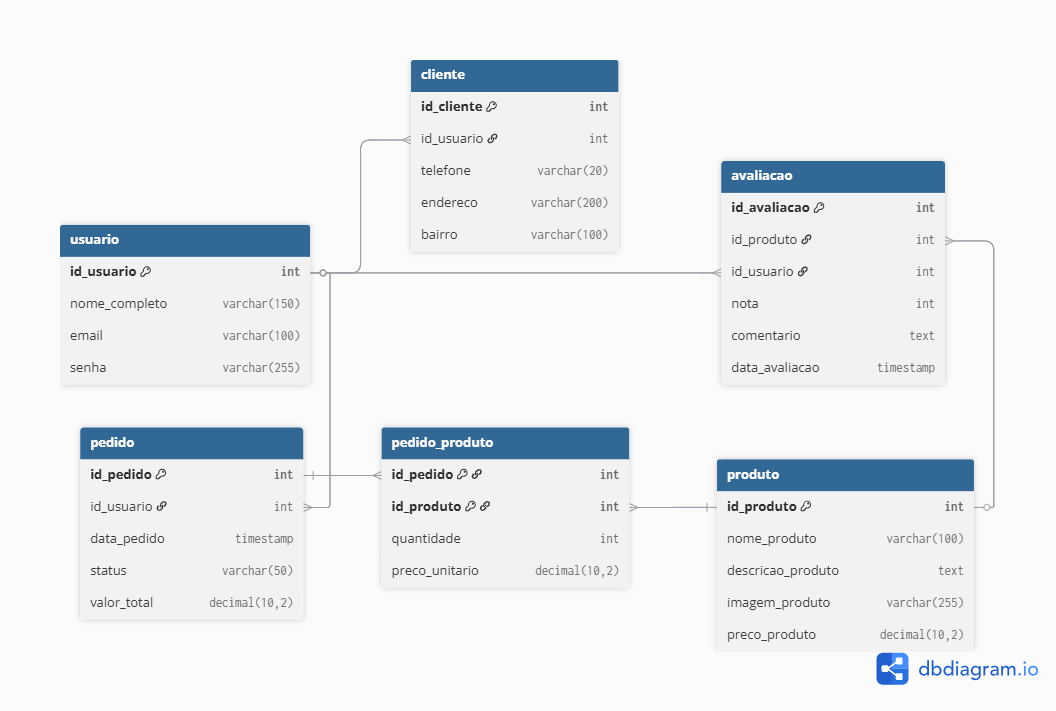 cliente
id_cliente int
id_usuario int
telefone varchar(20)
endereco varchar(200)
bairro varchar(100)
avaliacao
id_avaliacao int
id_produto int
id_usuario int
nota int
comentario text
data_avaliacao timestamp
usuario
id_usuario int
nome_completo varchar(150)
email varchar(100)
senha varchar(255)
pedido
id_pedido int
id_usuario int
data_pedido timestamp
status varchar(50)
valor_total decimal(10,2)
pedido_produto
id_pedido int
id_produto int
quantidade int
preco_unitario decimal(10,2)
produto
id_produto int
nome_produto varchar(100)
descricao_produto text
imagem_produto varchar(255)
preco_produto decimal(10,2)
dbdiagram.io